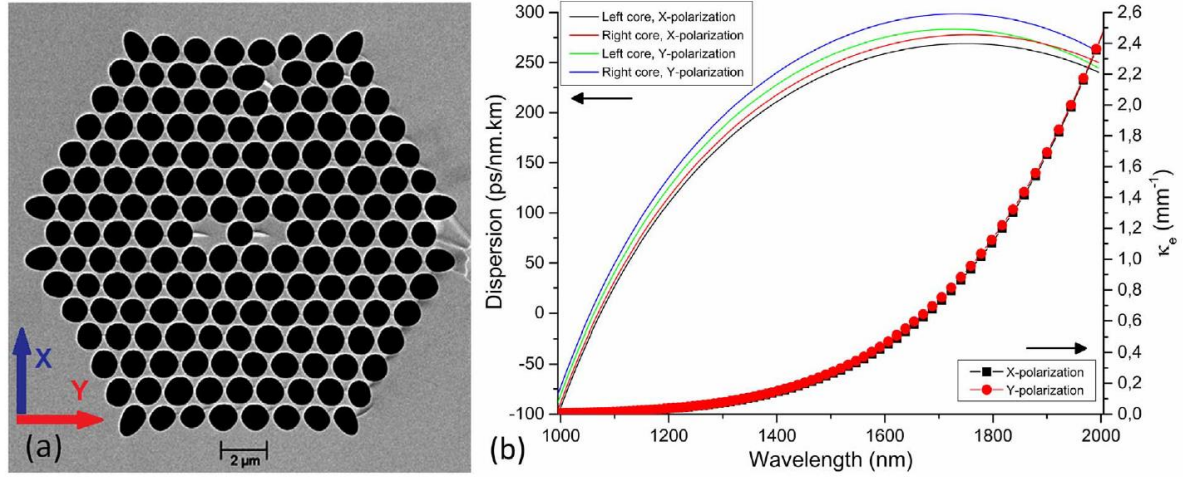 X
Y
(a)
2 µm
(b)
Left core, X-polarization
Right core, X-polarization
Left core, Y-polarization
Right core, Y-polarization
Dispersion (ps/nm.km)
300
250
200
150
100
50
0
-50
-100
1000 1200 1400 1600 1800 2000
Wavelength (nm)
2,6
2,4
2,2
2,0
1,8
1,6
1,4
1,2
1,0
0,8
0,6
0,4
0,2
0,0
κe (mm⁻¹)
X-polarization
Y-polarization